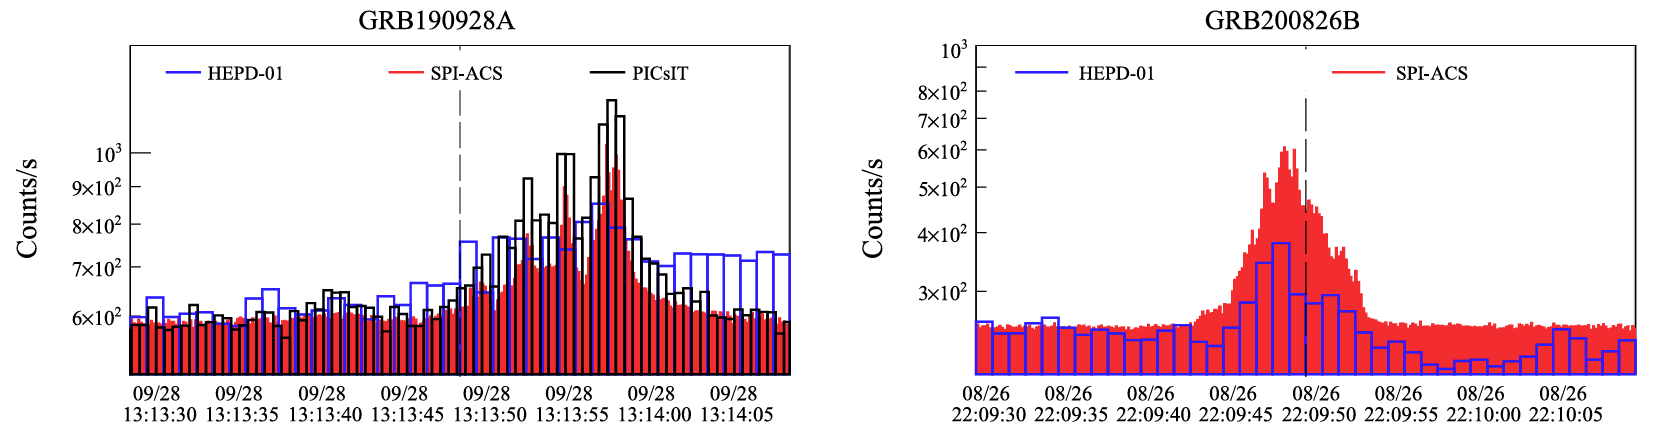 GRB190928A
HEPD-01 SPI-ACS PICsIT
Counts/s
10³
9×10²
8×10²
7×10²
6×10²
09/28 09/28 09/28 09/28 09/28 09/28 09/28 09/28
13:13:30 13:13:35 13:13:40 13:13:45 13:13:50 13:13:55 13:14:00 13:14:05
GRB200826B
HEPD-01 SPI-ACS
Counts/s
10³
8×10²
7×10²
6×10²
5×10²
4×10²
3×10²
08/26 08/26 08/26 08/26 08/26 08/26 08/26 08/26
22:09:30 22:09:35 22:09:40 22:09:45 22:09:50 22:09:55 22:10:00 22:10:05